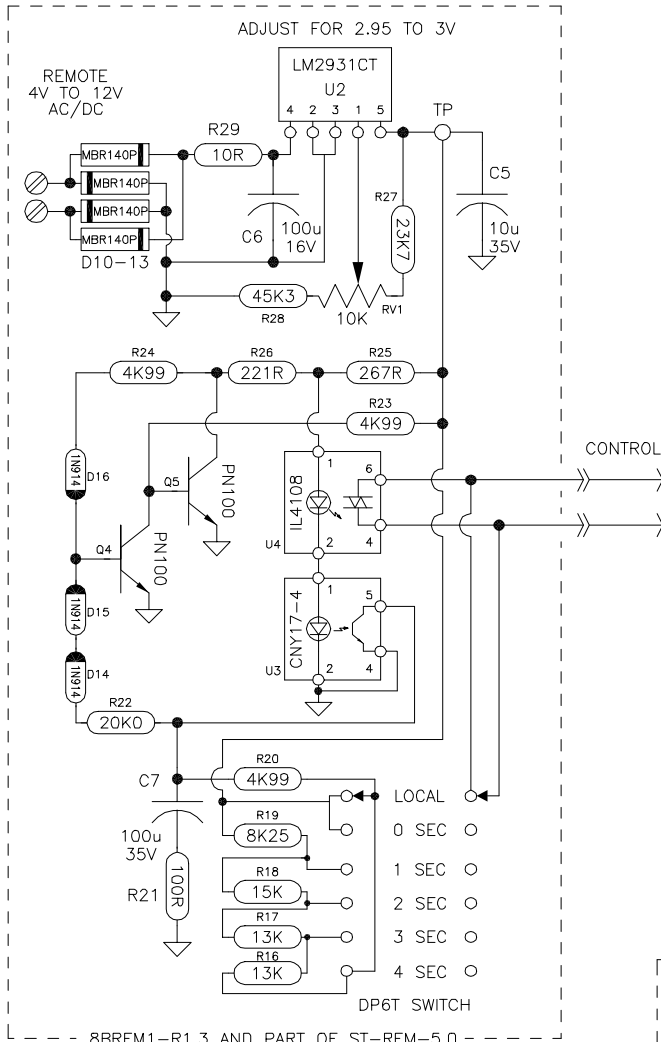 ADJUST FOR 2.95 TO 3V
LM2931CT
U2
4 2 3 1 5
REMOTE
4V TO 12V
AC/DC
TP
R29
10R
MBR140P
MBR140P
MBR140P
MBR140P
D10-13
C6
100u
16V
R27
23K7
C5
10u
35V
45K3
R28
10K
RV1
R24
4K99
R26
221R
R25
267R
R23
4K99
CONTROL
1N914
D16
Q5
PN100
IL4108
1
6
U4
2
4
Q4
PN100
1N914
D15
CNY17-4
1
5
U3
2
4
1N914
D14
R22
20K0
R20
4K99
C7
100u
35V
R21
100R
LOCAL
R19
8K25
0 SEC
1 SEC
R18
15K
2 SEC
R17
13K
3 SEC
R16
13K
4 SEC
DP6T SWITCH
8BREM1-R1.3 AND PART OF ST-REM-5.0